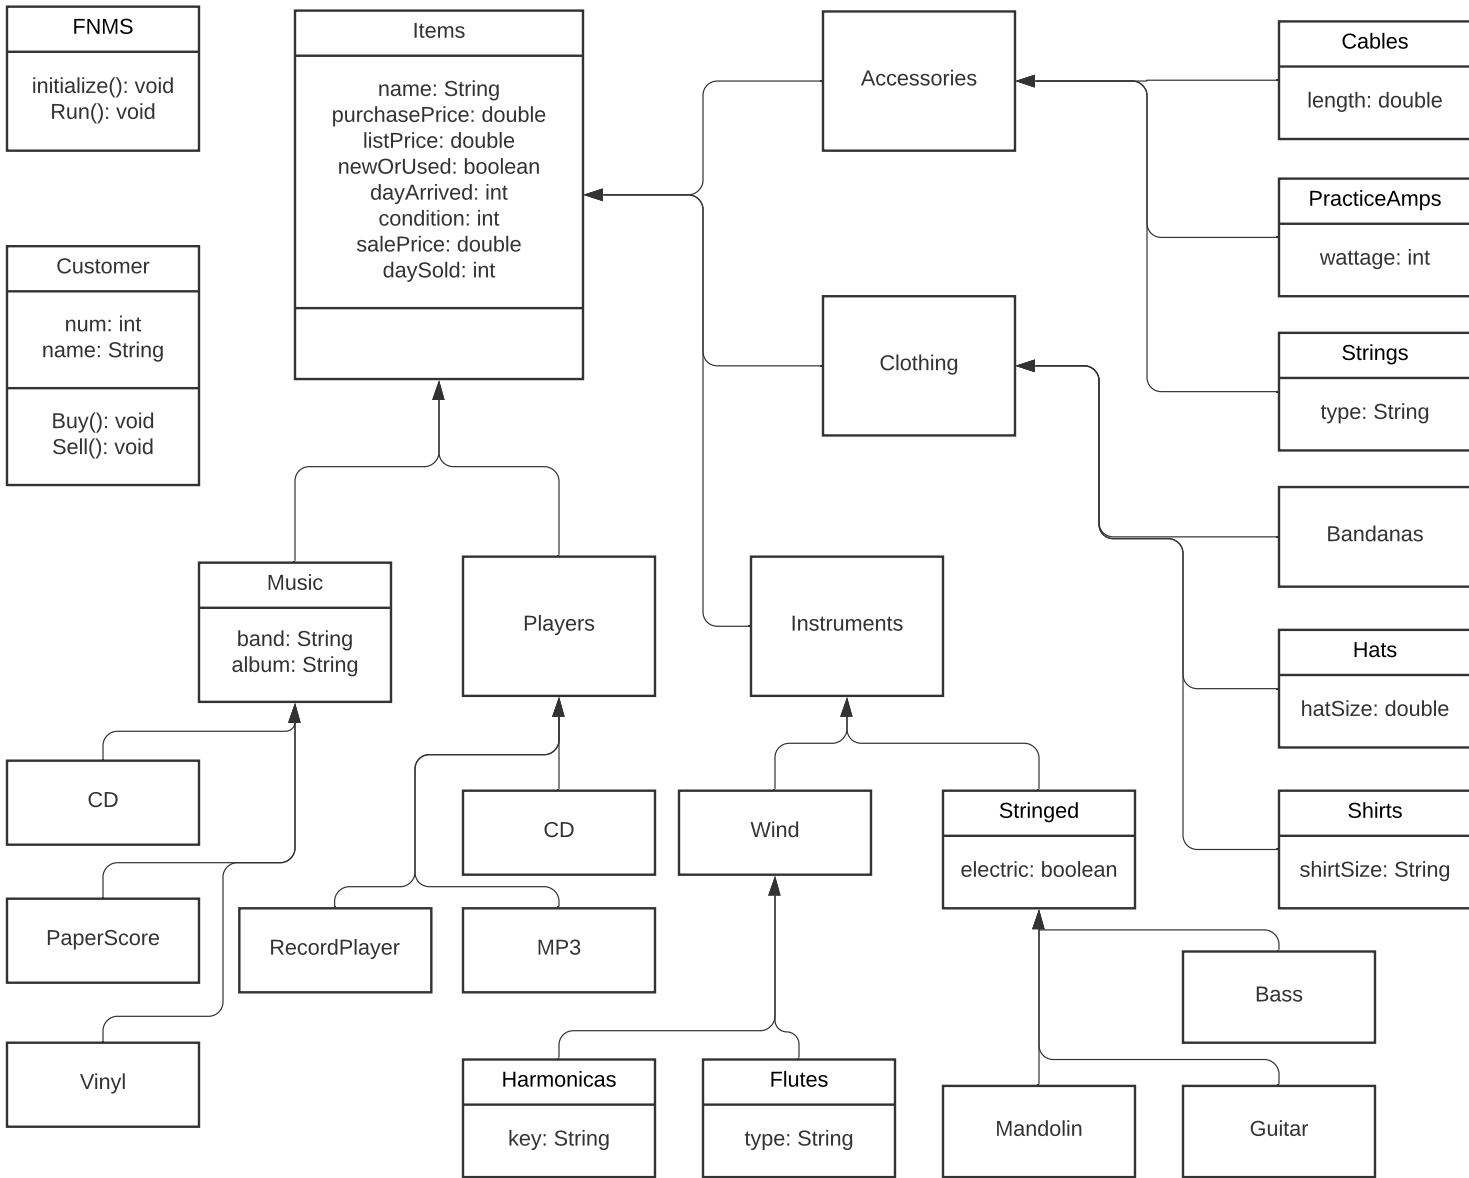 FNMS
initialize(): void
Run(): void
Items
name: String
purchasePrice: double
listPrice: double
newOrUsed: boolean
dayArrived: int
condition: int
salePrice: double
daySold: int
Accessories
Cables
length: double
PracticeAmps
wattage: int
Customer
num: int
name: String
Buy(): void
Sell(): void
Clothing
Strings
type: String
Bandanas
Music
band: String
album: String
Players
Instruments
Hats
hatSize: double
CD
CD
Wind
Stringed
electric: boolean
Shirts
shirtSize: String
PaperScore
RecordPlayer
MP3
Bass
Vinyl
Harmonicas
key: String
Flutes
type: String
Mandolin
Guitar